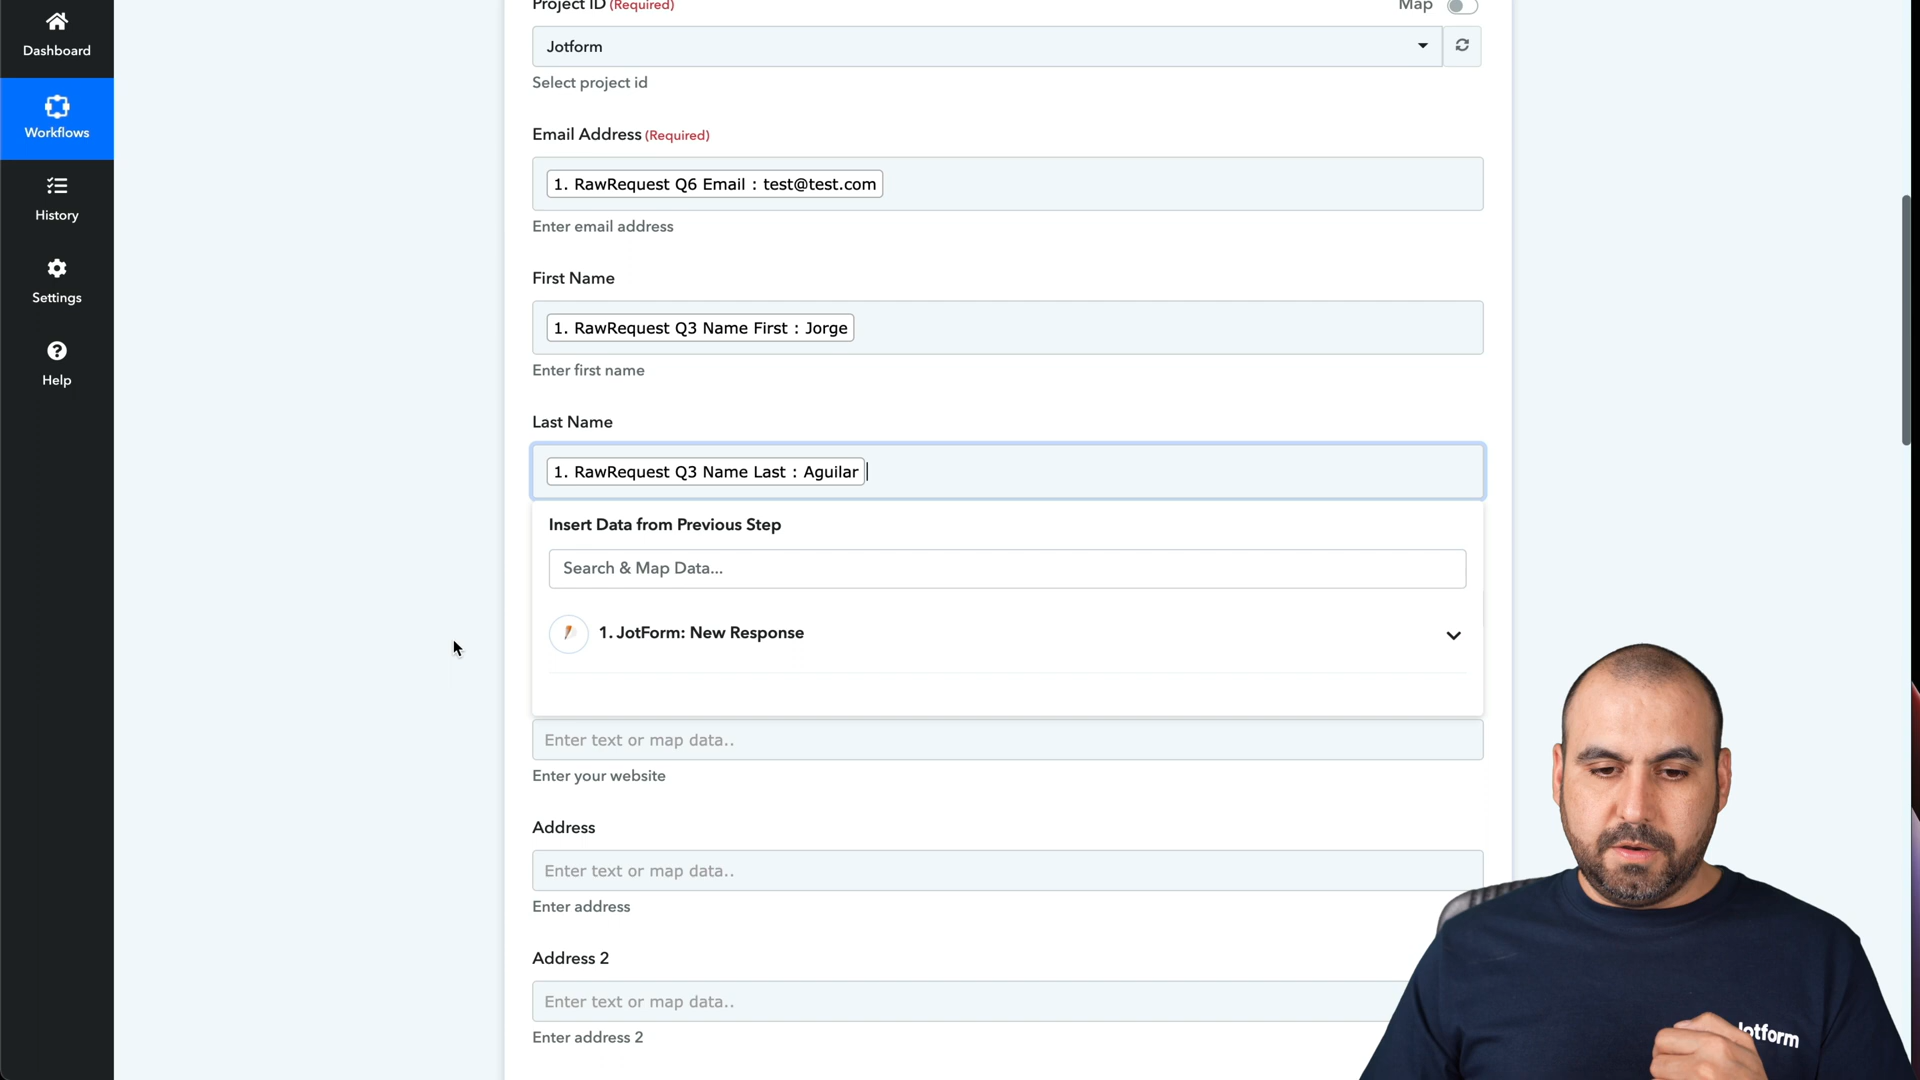 Dashboard
Workflows
History
Settings
Help
Project ID (Required)
Map
Jotform
Select project id
Email Address (Required)
1. RawRequest Q6 Email : test@test.com
Enter email address
First Name
1. RawRequest Q3 Name First : Jorge
Enter first name
Last Name
1. RawRequest Q3 Name Last : Aguilar
Insert Data from Previous Step
Search & Map Data...
1. JotForm: New Response
Enter text or map data..
Enter your website
Address
Enter text or map data..
Enter address
Address 2
Enter text or map data..
Enter address 2
Jotform